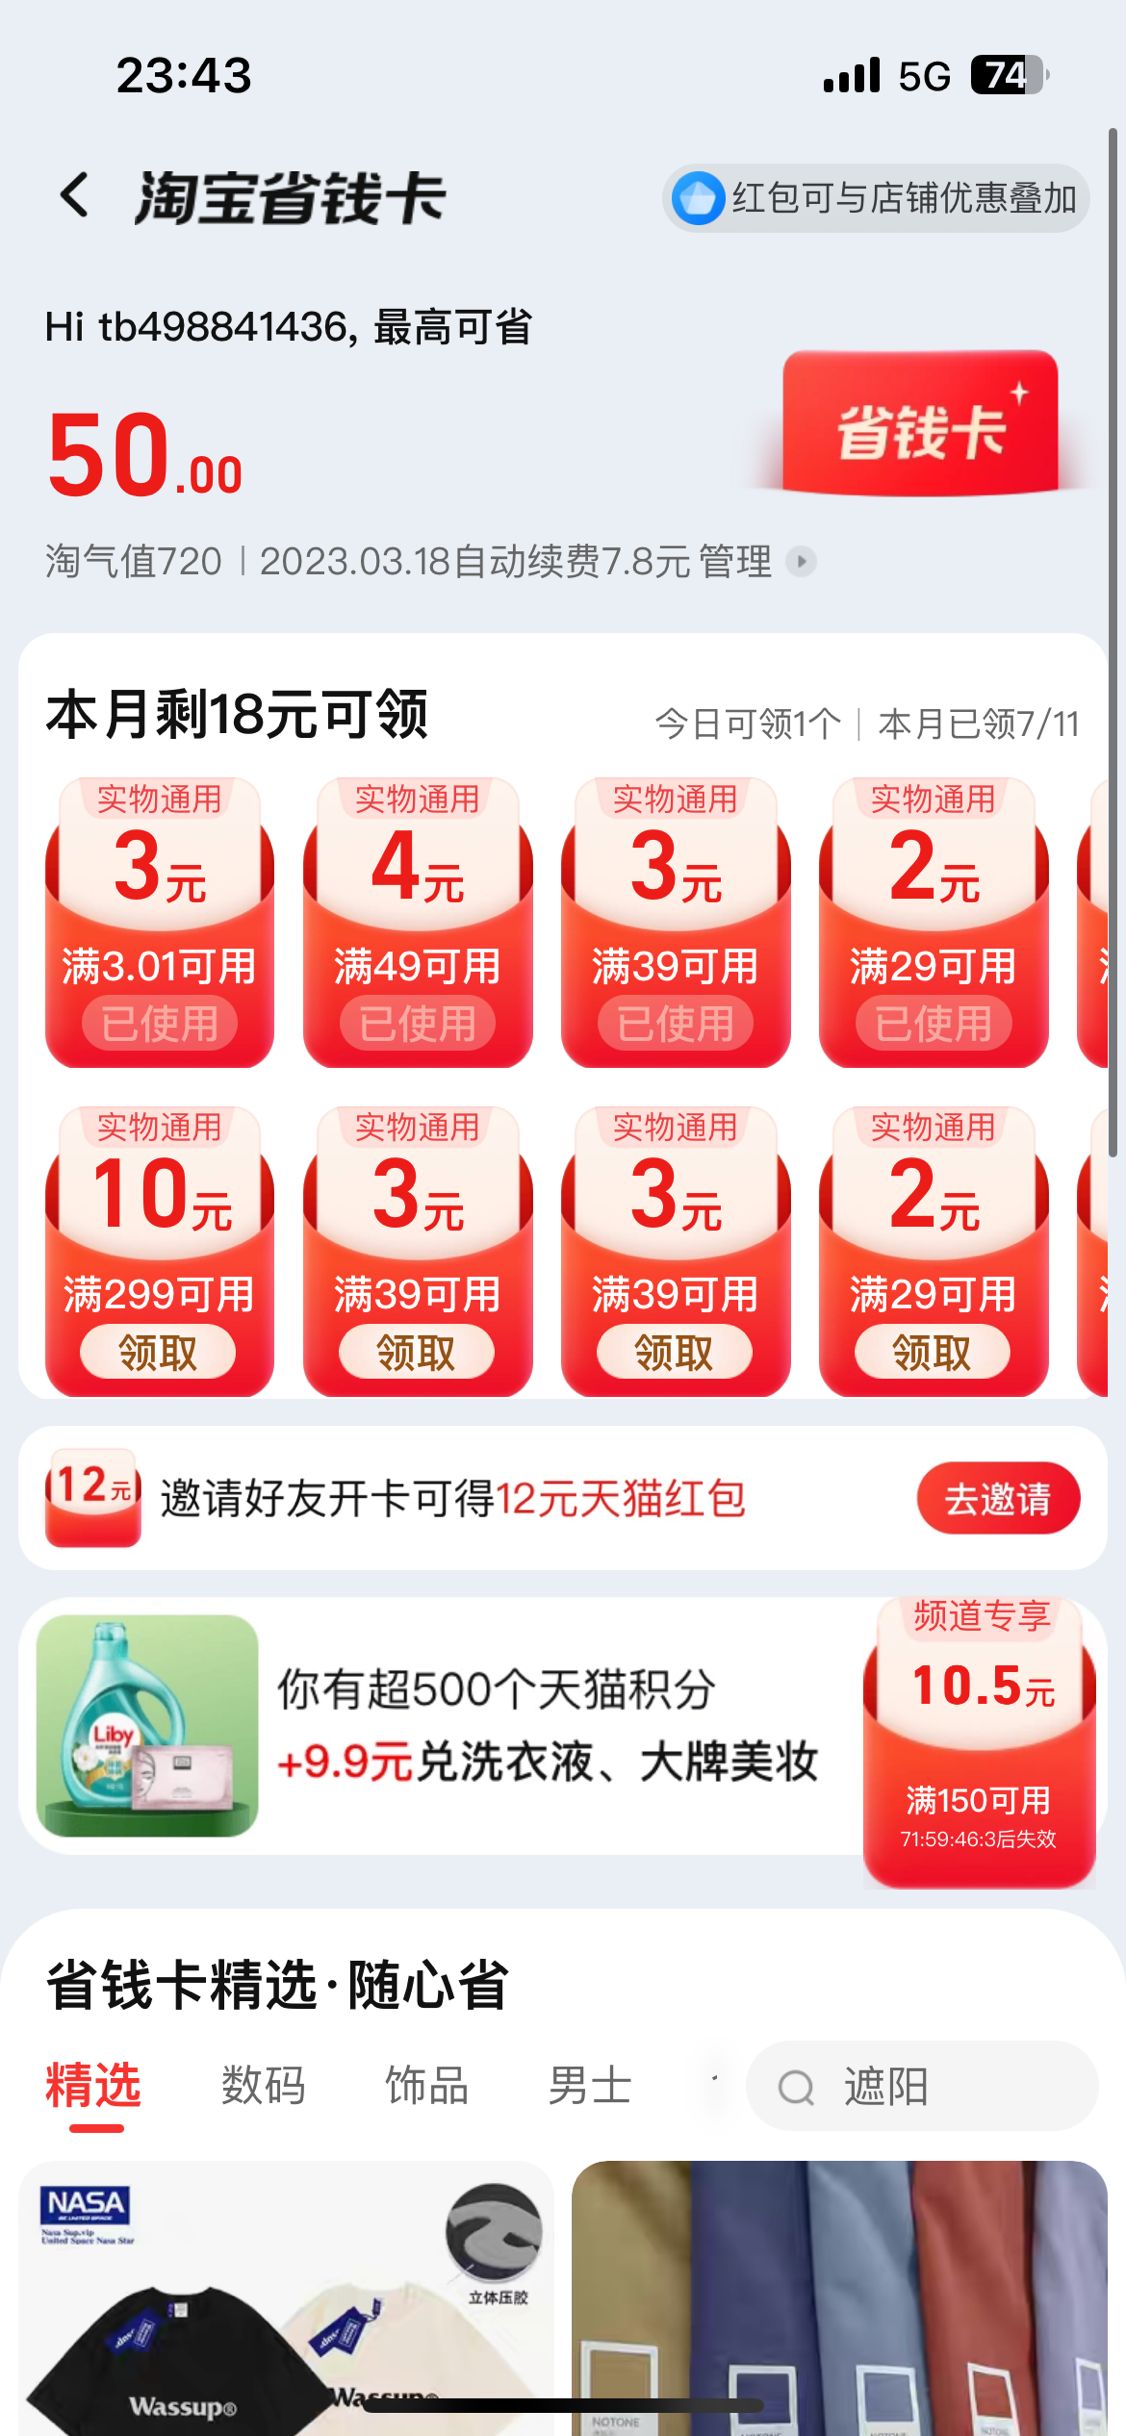 23:43
5G
74
淘宝省钱卡
红包可与店铺优惠叠加
Hi tb498841436, 最高可省
50.00
省钱卡
淘气值720 | 2023.03.18自动续费7.8元 管理
本月剩18元可领
今日可领1个 | 本月已领7/11
实物通用 实物通用 实物通用 实物通用
3元 4元 3元 2元
满3.01可用 满49可用 满39可用 满29可用
已使用 已使用 已使用 已使用
实物通用 实物通用 实物通用 实物通用
10元 3元 3元 2元
满299可用 满39可用 满39可用 满29可用
领取 领取 领取 领取
12元
邀请好友开卡可得12元天猫红包
去邀请
Liby
你有超500个天猫积分
+9.9元兑洗衣液、大牌美妆
频道专享
10.5元
满150可用
71:59:46:3后失效
省钱卡精选·随心省
精选 数码 饰品 男士
遮阳
NASA
Nasa Sup.vip
United Space Nasa Star
立体压胶
Wassup®
Wassup®
NOTONE